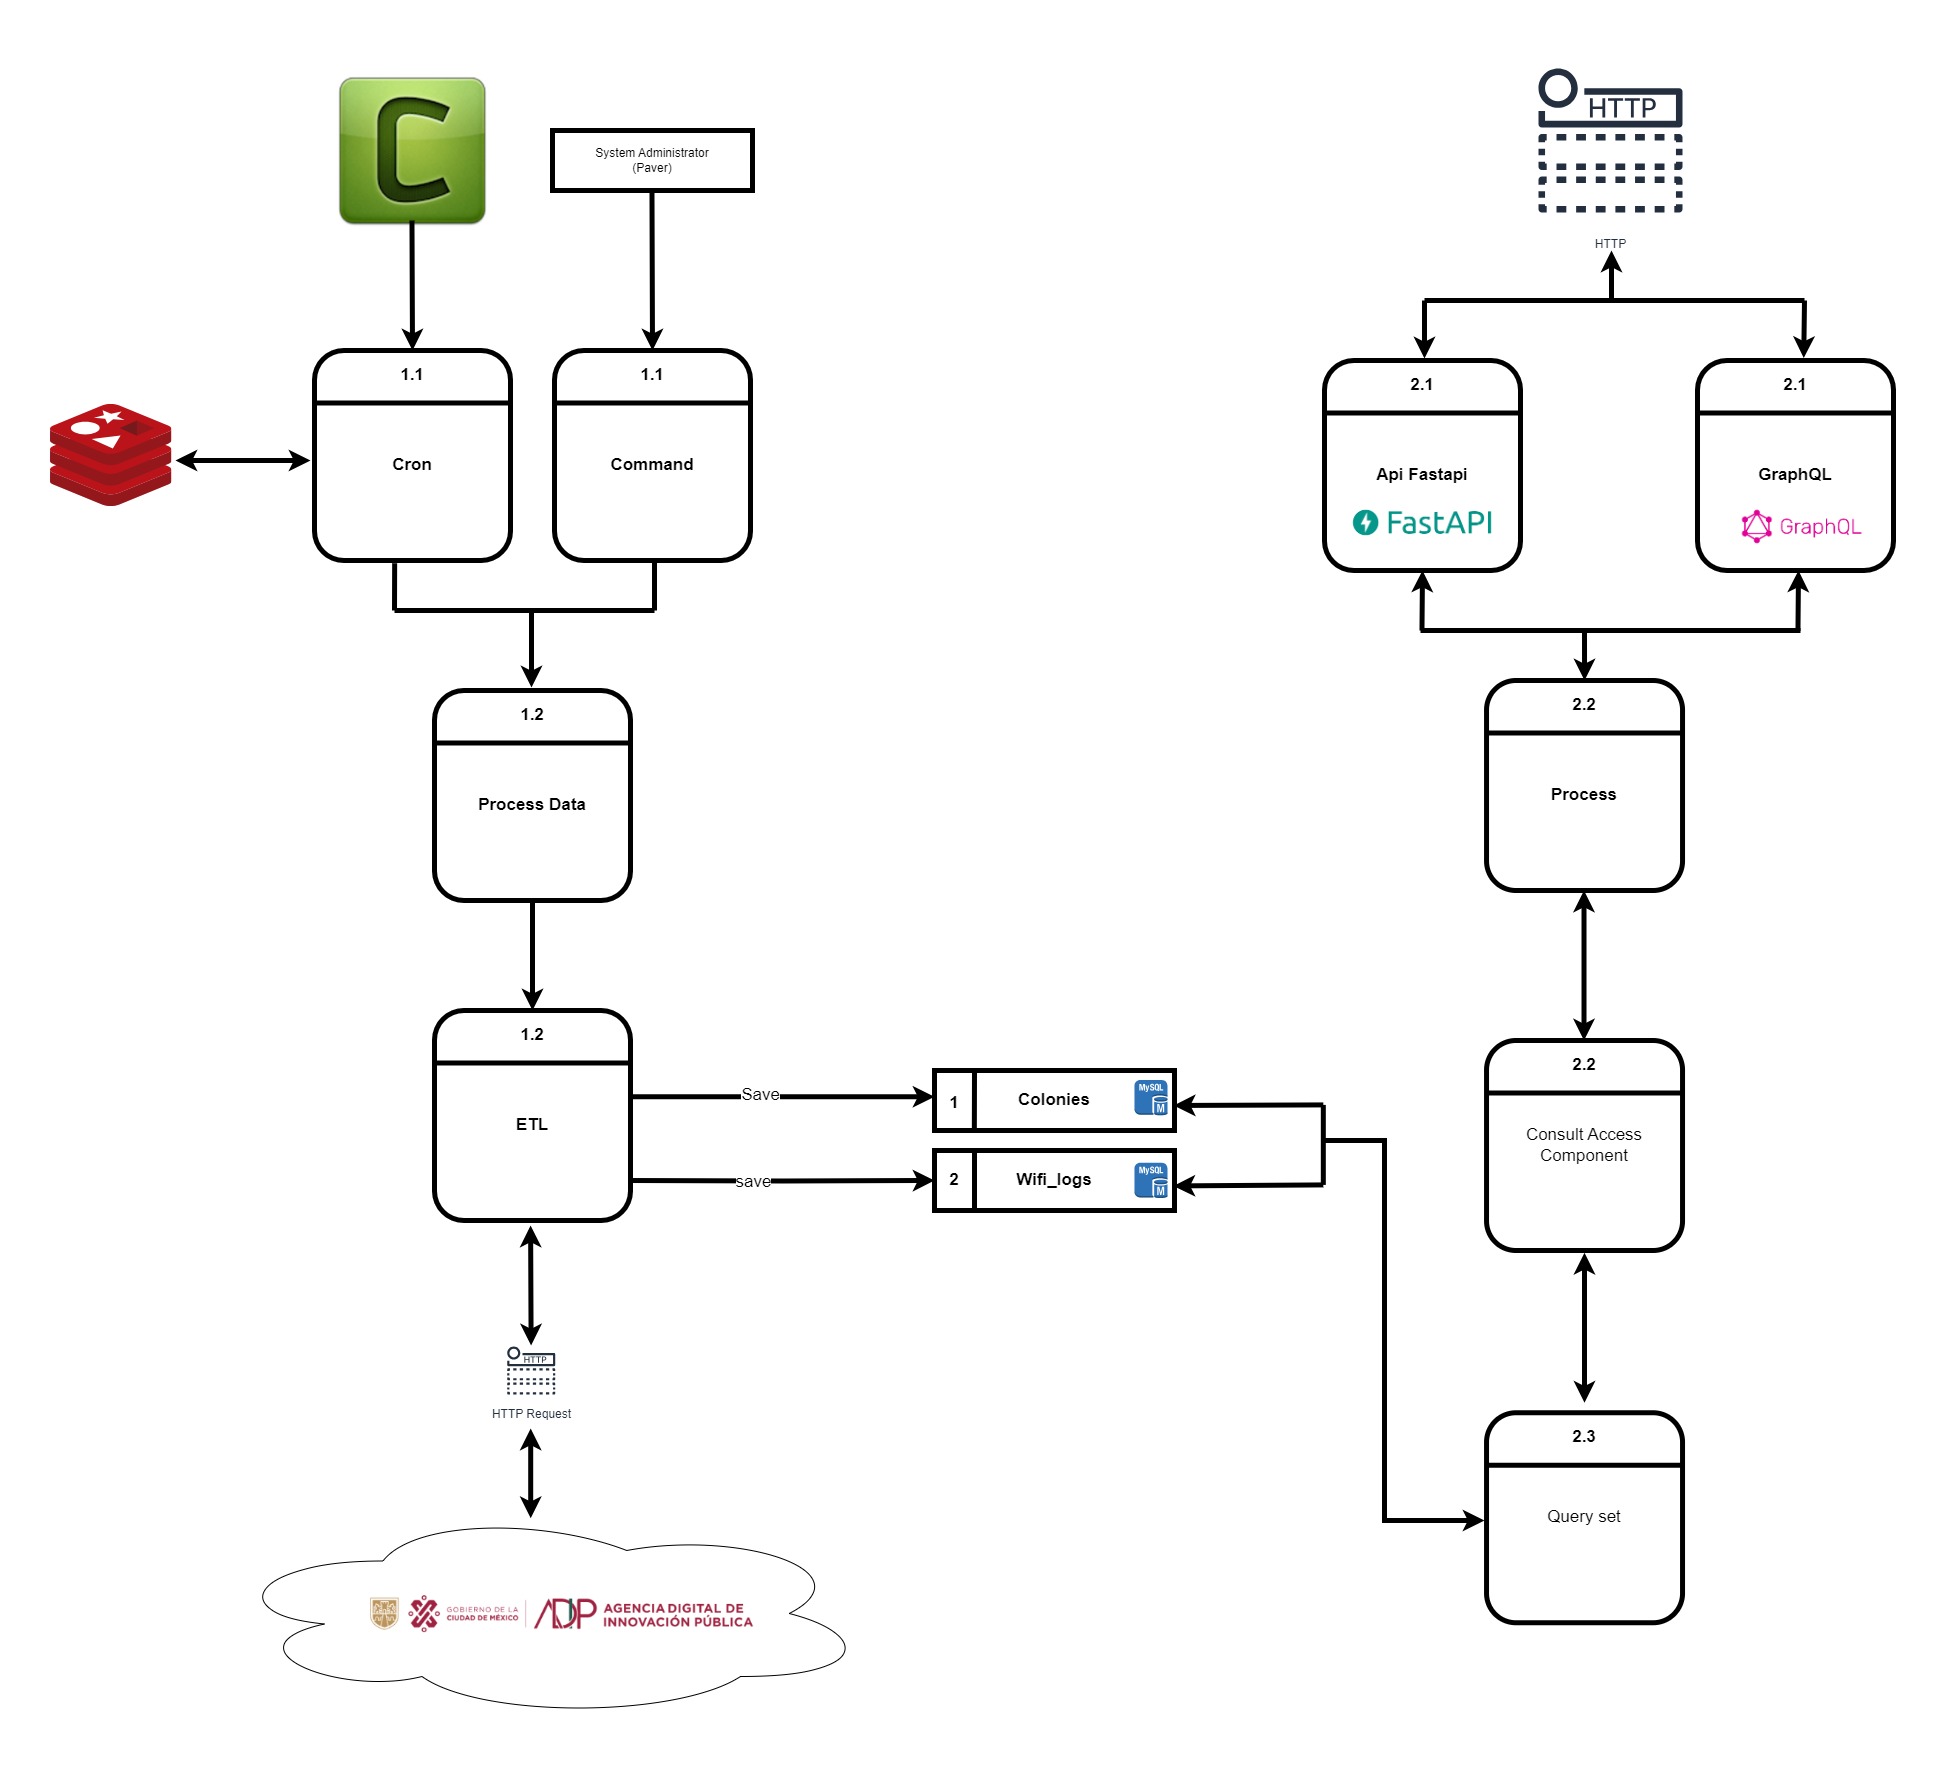 C
System Administrator
(Paver)
HTTP
HTTP
1.1
Cron
1.1
Command
2.1
Api Fastapi
FastAPI
2.1
GraphQL
GraphQL
1.2
Process Data
2.2
Process
1.2
ETL
Save
save
1
Colonies
MySQL
M
2
Wifi_logs
MySQL
M
2.2
Consult Access
Component
HTTP
HTTP Request
2.3
Query set
GOBIERNO DE LA
CIUDAD DE MÉXICO
ADIP
AGENCIA DIGITAL DE
INNOVACIÓN PÚBLICA